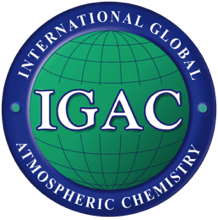 INTERNATIONAL GLOBAL
IGAC
ATMOSPHERIC CHEMISTRY